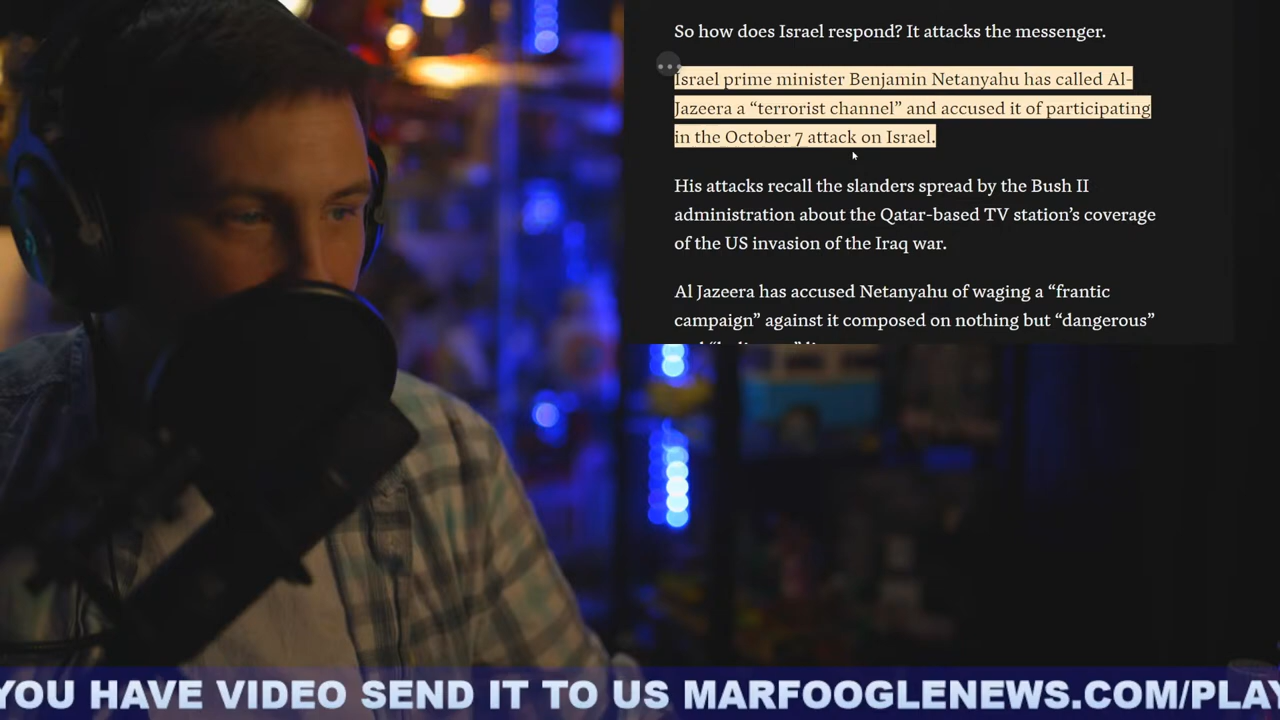 So how does Israel respond? It attacks the messenger.
Israel prime minister Benjamin Netanyahu has called Al-
Jazeera a “terrorist channel” and accused it of participating
in the October 7 attack on Israel.
His attacks recall the slanders spread by the Bush II
administration about the Qatar-based TV station’s coverage
of the US invasion of the Iraq war.
Al Jazeera has accused Netanyahu of waging a “frantic
campaign” against it composed on nothing but “dangerous”
YOU HAVE VIDEO SEND IT TO US MARFOOGLENEWS.COM/PLAY